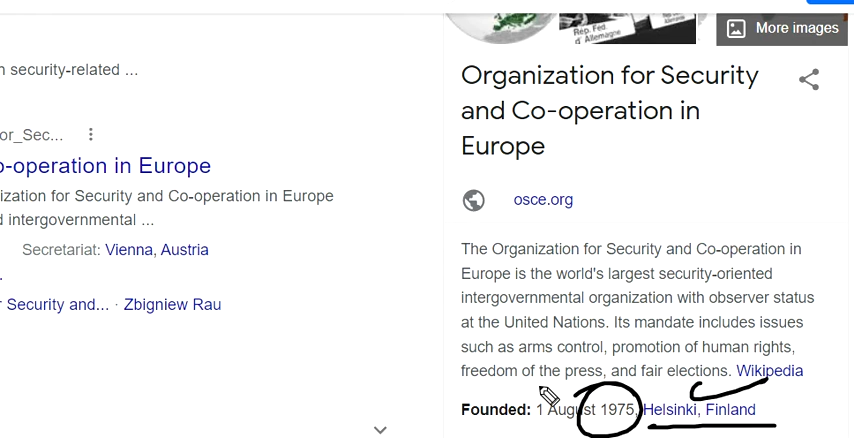 Rép. Féd.
d' Allemagne
More images
n security-related ...
or_Sec...
o-operation in Europe
ization for Security and Co-operation in Europe
d intergovernmental ...
Secretariat: Vienna, Austria
r Security and... · Zbigniew Rau
Organization for Security
and Co-operation in
Europe
osce.org
The Organization for Security and Co-operation in
Europe is the world's largest security-oriented
intergovernmental organization with observer status
at the United Nations. Its mandate includes issues
such as arms control, promotion of human rights,
freedom of the press, and fair elections. Wikipedia
Founded: 1 August 1975, Helsinki, Finland